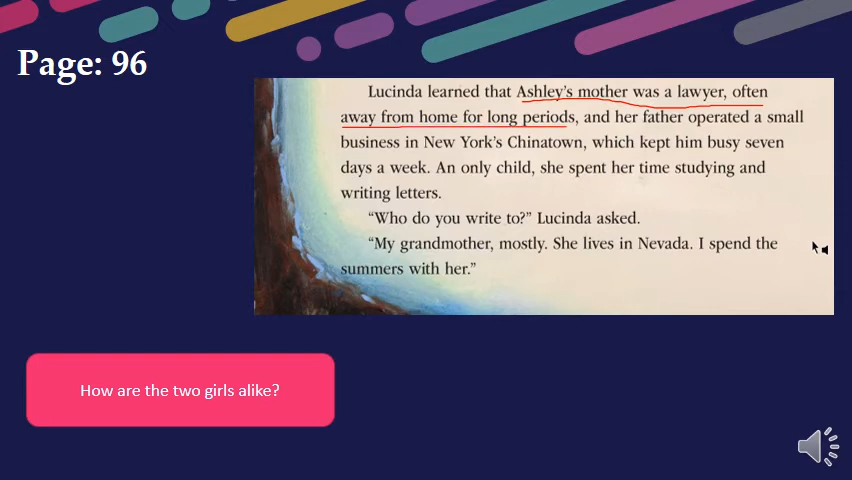 Page: 96
Lucinda learned that Ashley's mother was a lawyer, often
away from home for long periods, and her father operated a small
business in New York's Chinatown, which kept him busy seven
days a week. An only child, she spent her time studying and
writing letters.
“Who do you write to?” Lucinda asked.
“My grandmother, mostly. She lives in Nevada. I spend the
summers with her.”
How are the two girls alike?